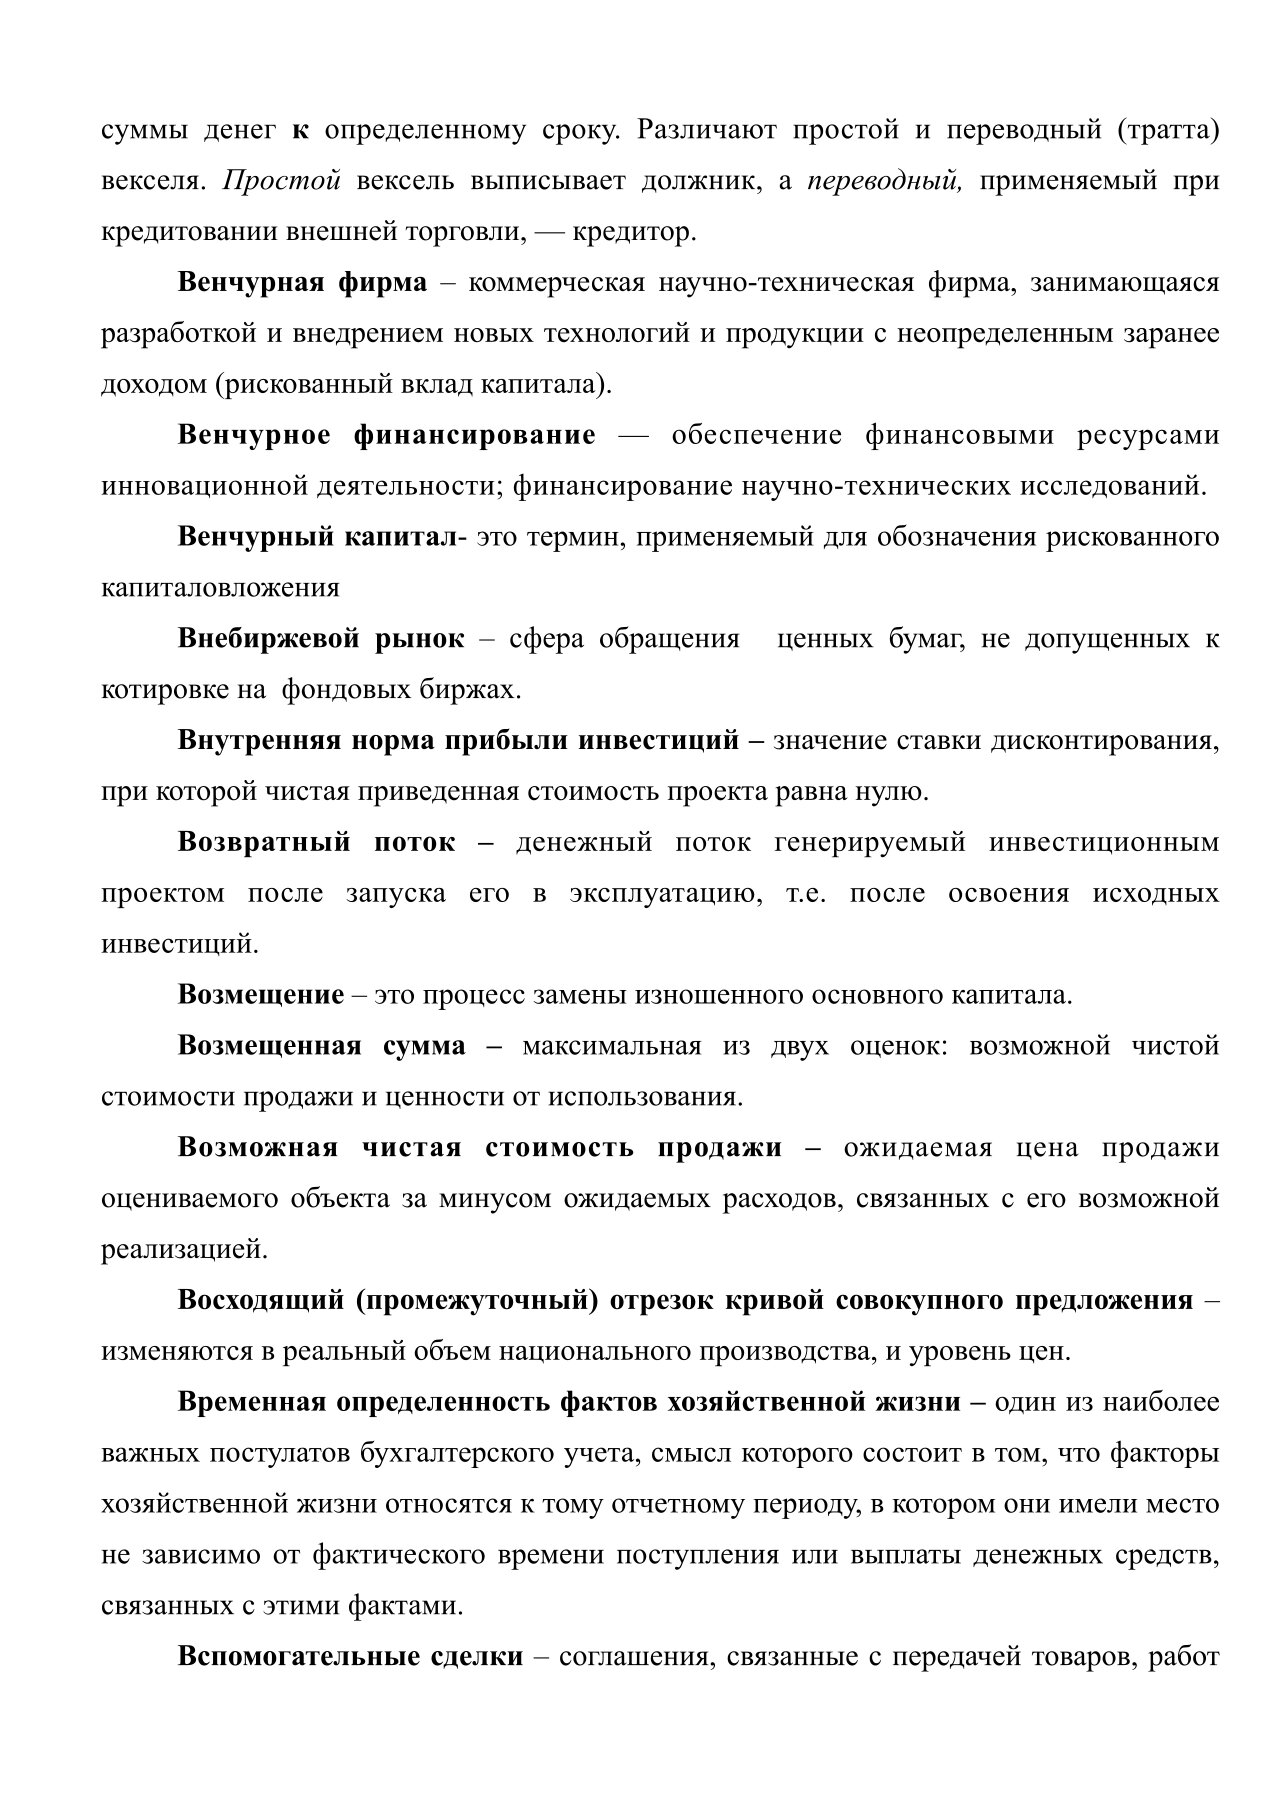 суммы денег к определенному сроку. Различают простой и переводный (тратта)
векселя. Простой вексель выписывает должник, а переводный, применяемый при
кредитовании внешней торговли, — кредитор.
Венчурная фирма – коммерческая научно-техническая фирма, занимающаяся
разработкой и внедрением новых технологий и продукции с неопределенным заранее
доходом (рискованный вклад капитала).
Венчурное финансирование — обеспечение финансовыми ресурсами
инновационной деятельности; финансирование научно-технических исследований.
Венчурный капитал- это термин, применяемый для обозначения рискованного
капиталовложения
Внебиржевой рынок – сфера обращения ценных бумаг, не допущенных к
котировке на фондовых биржах.
Внутренняя норма прибыли инвестиций – значение ставки дисконтирования,
при которой чистая приведенная стоимость проекта равна нулю.
Возвратный поток – денежный поток генерируемый инвестиционным
проектом после запуска его в эксплуатацию, т.е. после освоения исходных
инвестиций.
Возмещение – это процесс замены изношенного основного капитала.
Возмещенная сумма – максимальная из двух оценок: возможной чистой
стоимости продажи и ценности от использования.
Возможная чистая стоимость продажи – ожидаемая цена продажи
оцениваемого объекта за минусом ожидаемых расходов, связанных с его возможной
реализацией.
Восходящий (промежуточный) отрезок кривой совокупного предложения –
изменяются в реальный объем национального производства, и уровень цен.
Временная определенность фактов хозяйственной жизни – один из наиболее
важных постулатов бухгалтерского учета, смысл которого состоит в том, что факторы
хозяйственной жизни относятся к тому отчетному периоду, в котором они имели место
не зависимо от фактического времени поступления или выплаты денежных средств,
связанных с этими фактами.
Вспомогательные сделки – соглашения, связанные с передачей товаров, работ